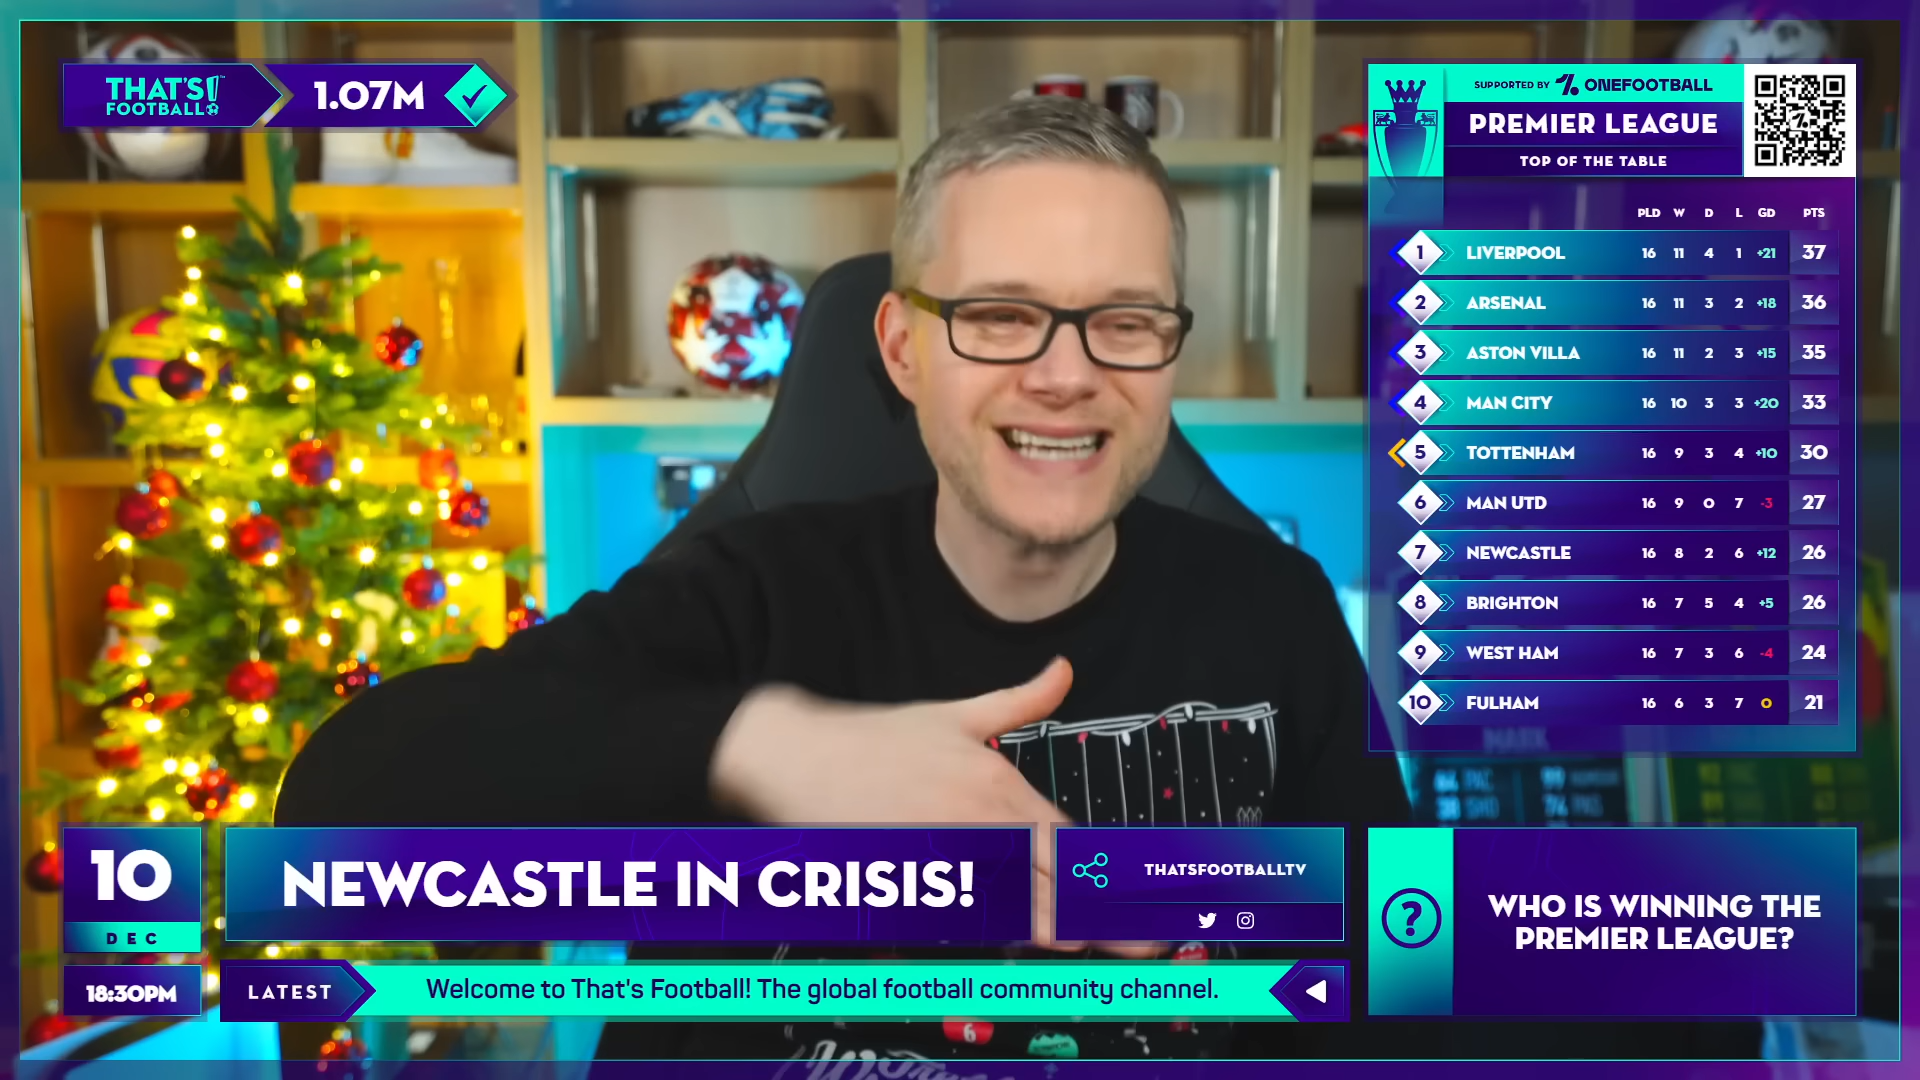 THAT'S!
FOOTBALL
1.07M
SUPPORTED BY ONEFOOTBALL
PREMIER LEAGUE
TOP OF THE TABLE
PLD W D L GD PTS
1 LIVERPOOL 16 11 4 1 +21 37
2 ARSENAL 16 11 3 2 +18 36
3 ASTON VILLA 16 11 2 3 +15 35
4 MAN CITY 16 10 3 3 +20 33
5 TOTTENHAM 16 9 3 4 +10 30
6 MAN UTD 16 9 0 7 -3 27
7 NEWCASTLE 16 8 2 6 +12 26
8 BRIGHTON 16 7 5 4 +5 26
9 WEST HAM 16 7 3 6 -4 24
10 FULHAM 16 6 3 7 0 21
10
DEC
18:30PM
NEWCASTLE IN CRISIS!
THATSFOOTBALLTV
LATEST
Welcome to That's Football! The global football community channel.
?
WHO IS WINNING THE
PREMIER LEAGUE?
6